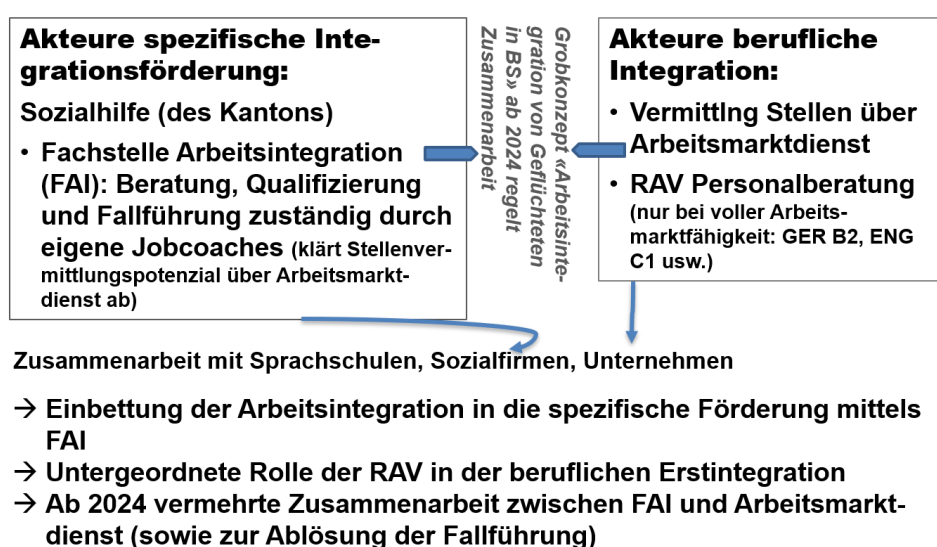 Akteure spezifische Inte-
grationsförderung:
Sozialhilfe (des Kantons)
• Fachstelle Arbeitsintegration
(FAI): Beratung, Qualifizierung
und Fallführung zuständig durch
eigene Jobcoaches (klärt Stellenver-
mittlungspotenzial über Arbeitsmarkt-
dienst ab)
Grobkonzept «Arbeitsinte-
gration von Geflüchteten
in BS» ab 2024 regelt
Zusammenarbeit
Akteure berufliche
Integration:
• Vermittlng Stellen über
Arbeitsmarktdienst
• RAV Personalberatung
(nur bei voller Arbeits-
marktfähigkeit: GER B2, ENG
C1 usw.)
Zusammenarbeit mit Sprachschulen, Sozialfirmen, Unternehmen
→ Einbettung der Arbeitsintegration in die spezifische Förderung mittels
FAI
→ Untergeordnete Rolle der RAV in der beruflichen Erstintegration
→ Ab 2024 vermehrte Zusammenarbeit zwischen FAI und Arbeitsmarkt-
dienst (sowie zur Ablösung der Fallführung)